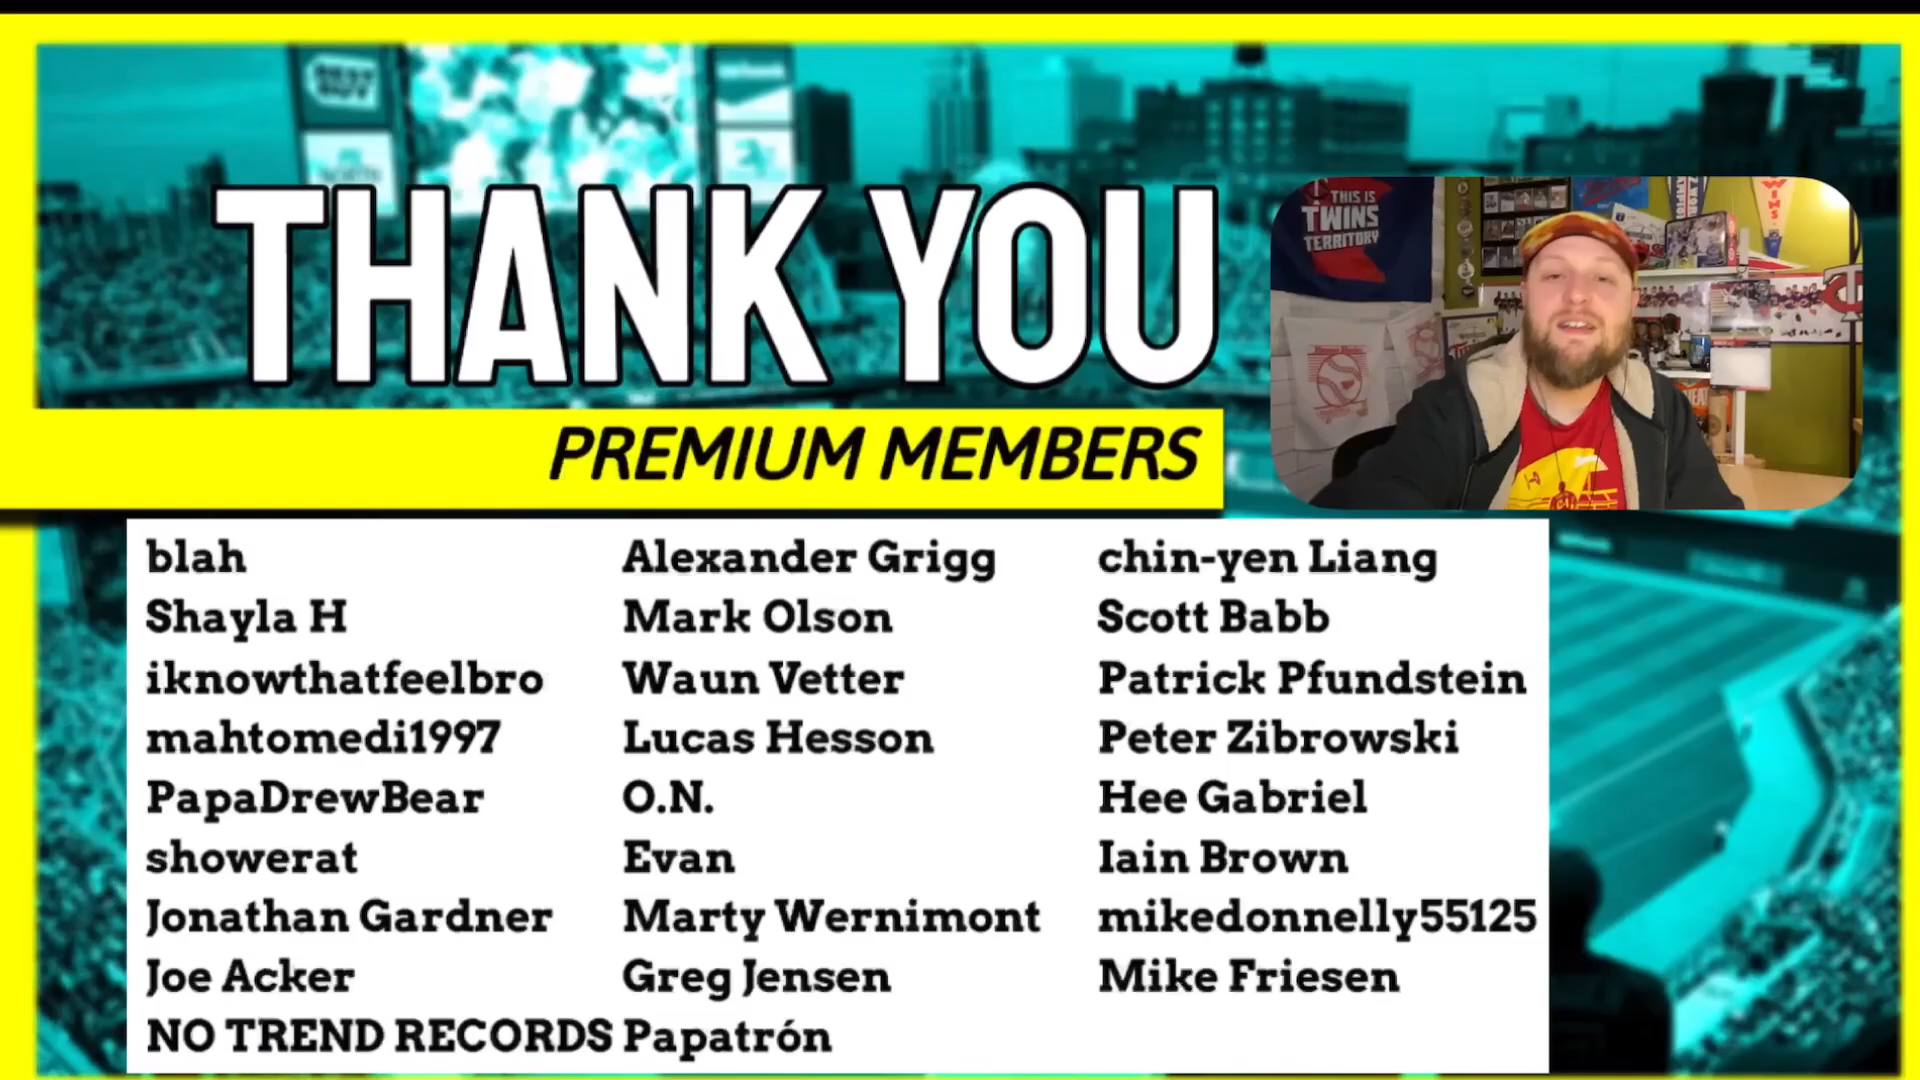 BEST
BUY
THANK YOU
THIS IS
TWINS
TERRITORY
PREMIUM MEMBERS
blah
Shayla H
iknowthatfeelbro
mahtomedi1997
PapaDrewBear
showerat
Jonathan Gardner
Joe Acker
NO TREND RECORDS
Alexander Grigg
Mark Olson
Waun Vetter
Lucas Hesson
O.N.
Evan
Marty Wernimont
Greg Jensen
Papatrón
chin-yen Liang
Scott Babb
Patrick Pfundstein
Peter Zibrowski
Hee Gabriel
Iain Brown
mikedonnelly55125
Mike Friesen